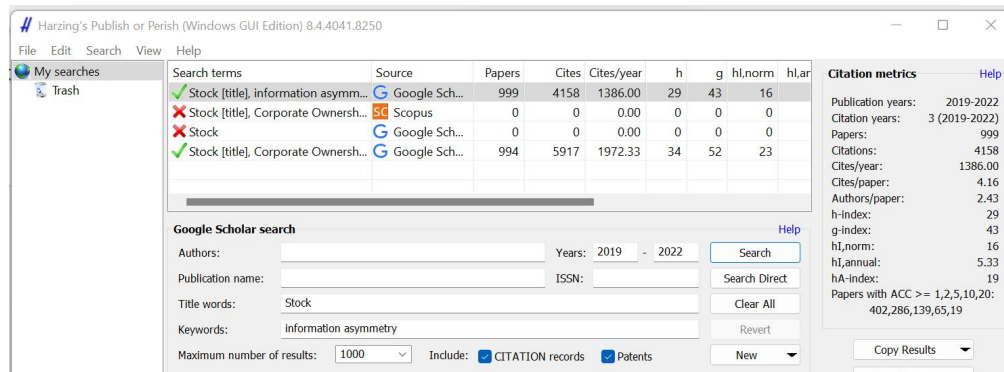 Harzing's Publish or Perish (Windows GUI Edition) 8.4.4041.8250
File Edit Search View Help
My searches
Trash
Search terms Source Papers Cites Cites/year h g hI,norm hI,ar
Stock [title], information asymm... Google Sch... 999 4158 1386.00 29 43 16
Stock [title], Corporate Ownersh... SC Scopus 0 0 0.00 0 0 0
Stock Google Sch... 0 0 0.00 0 0 0
Stock [title], Corporate Ownersh... Google Sch... 994 5917 1972.33 34 52 23
Google Scholar search Help
Authors: Years: 2019 - 2022 Search
Publication name: ISSN: Search Direct
Title words: Stock Clear All
Keywords: information asymmetry Revert
Maximum number of results: 1000 Include: CITATION records Patents New
Citation metrics Help
Publication years: 2019-2022
Citation years: 3 (2019-2022)
Papers: 999
Citations: 4158
Cites/year: 1386.00
Cites/paper: 4.16
Authors/paper: 2.43
h-index: 29
g-index: 43
hI,norm: 16
hI,annual: 5.33
hA-index: 19
Papers with ACC >= 1,2,5,10,20:
402,286,139,65,19
Copy Results